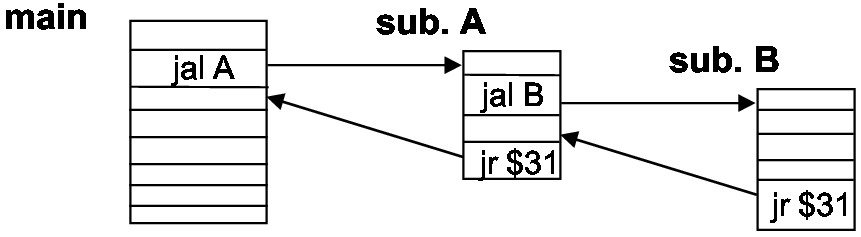 main
sub. A
sub. B
jal A
jal B
jr $31
jr $31